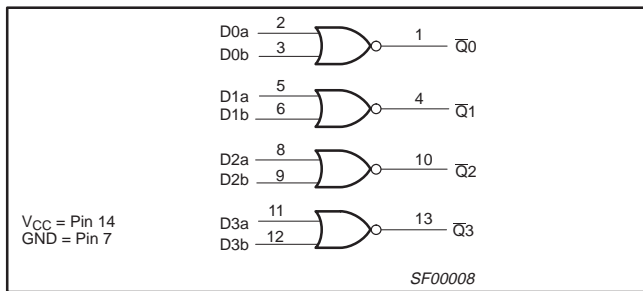 D0a 2
D0b 3
1 Q̅0
D1a 5
D1b 6
4 Q̅1
D2a 8
D2b 9
10 Q̅2
D3a 11
D3b 12
13 Q̅3
VCC = Pin 14
GND = Pin 7
SF00008